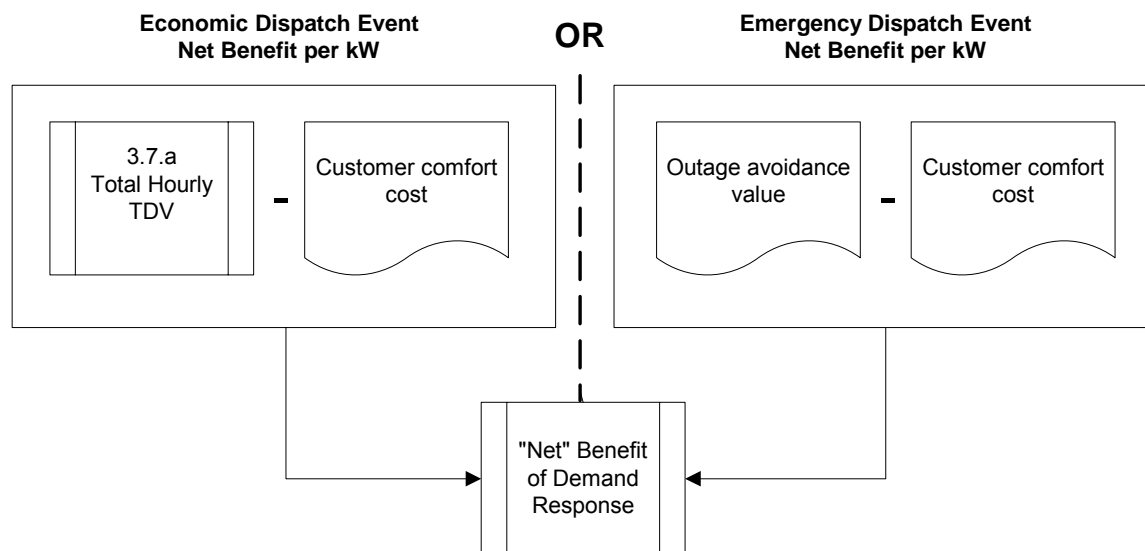 Economic Dispatch Event
Net Benefit per kW
OR
Emergency Dispatch Event
Net Benefit per kW
3.7.a
Total Hourly
TDV
-
Customer comfort
cost
Outage avoidance
value
-
Customer comfort
cost
"Net" Benefit
of Demand
Response